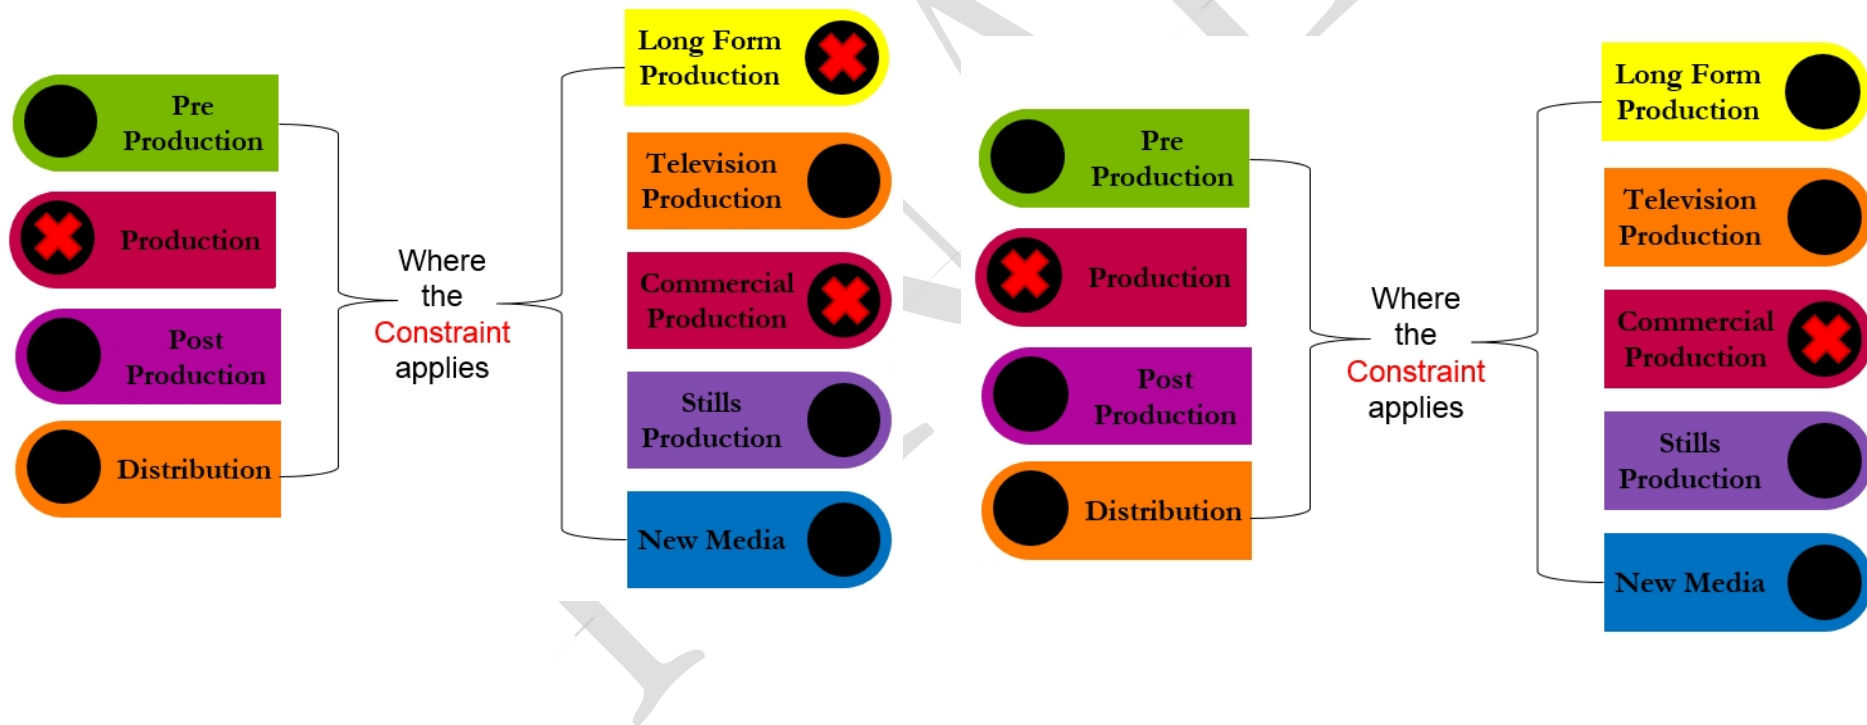 Pre
Production
Production
Post
Production
Distribution
Where
the
Constraint
applies
Long Form
Production
Television
Production
Commercial
Production
Stills
Production
New Media
Pre
Production
Production
Post
Production
Distribution
Where
the
Constraint
applies
Long Form
Production
Television
Production
Commercial
Production
Stills
Production
New Media